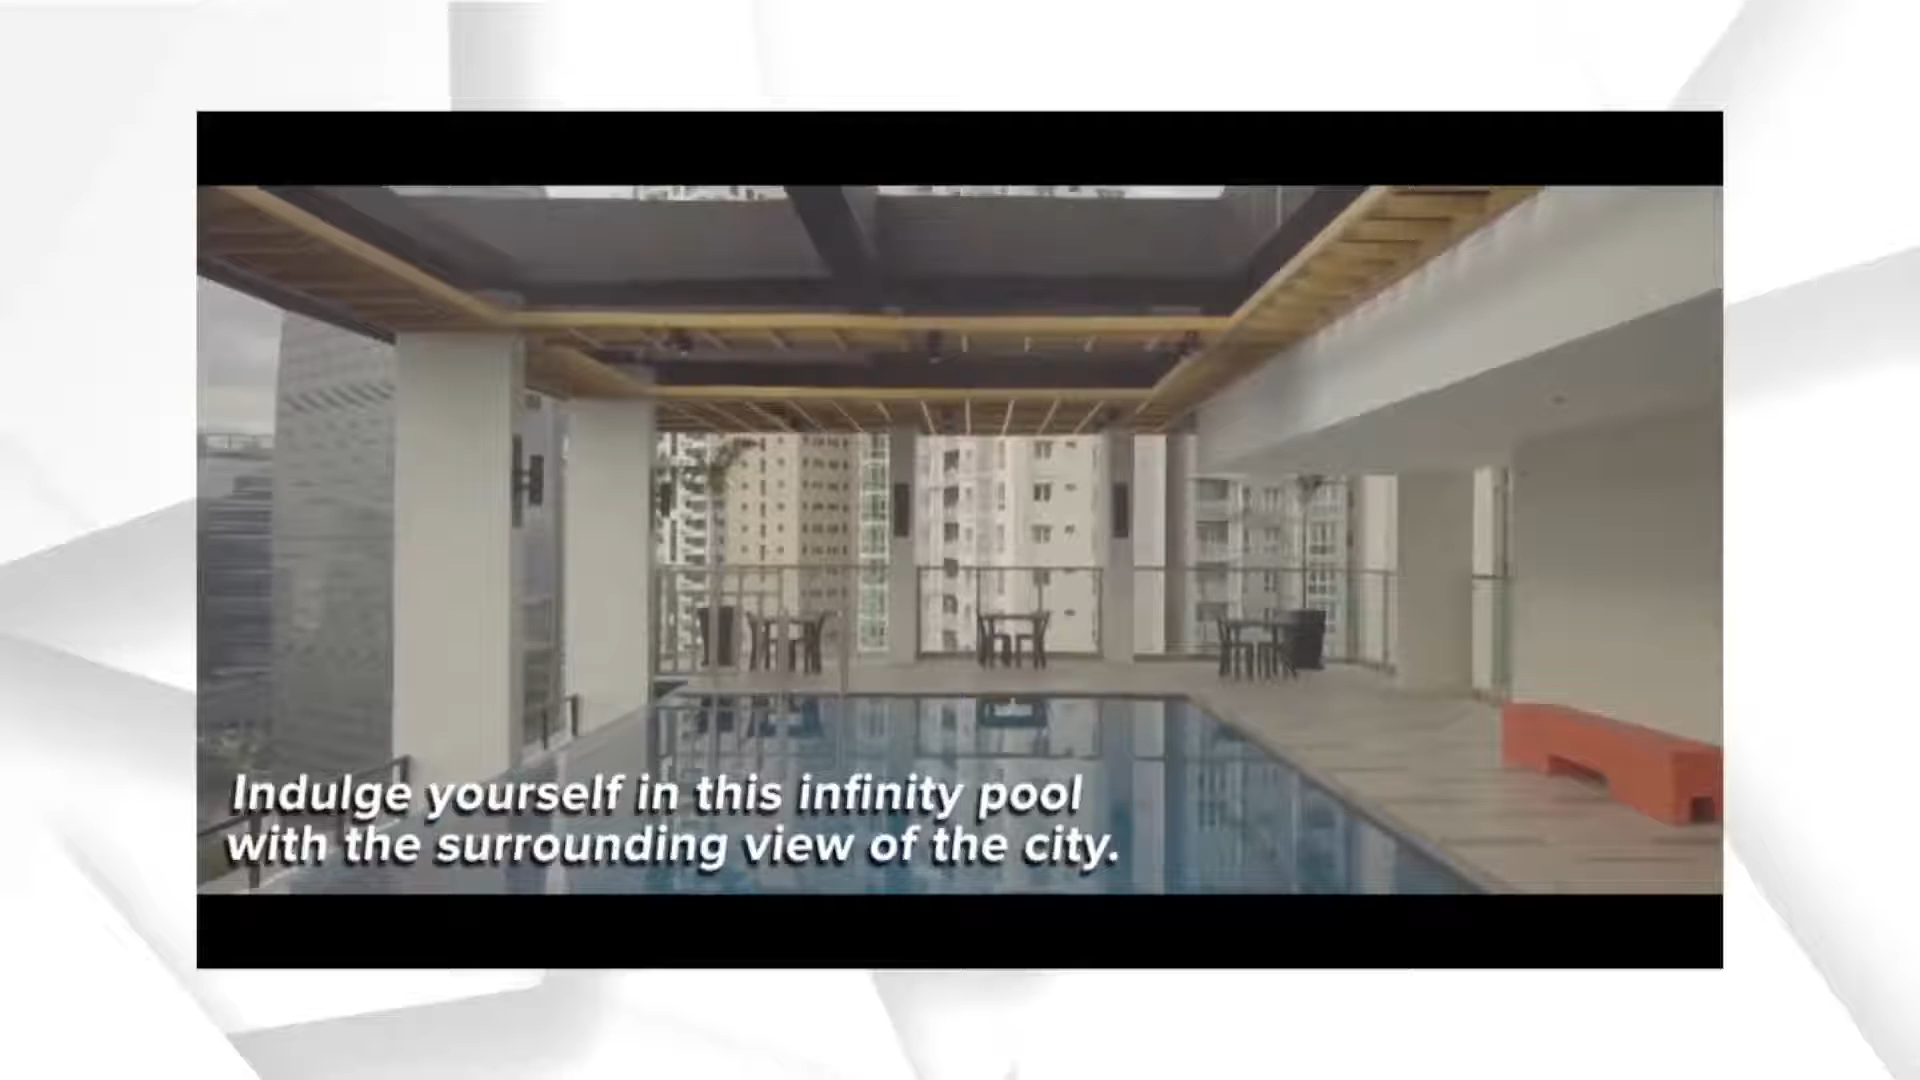 Indulge yourself in this infinity pool
with the surrounding view of the city.